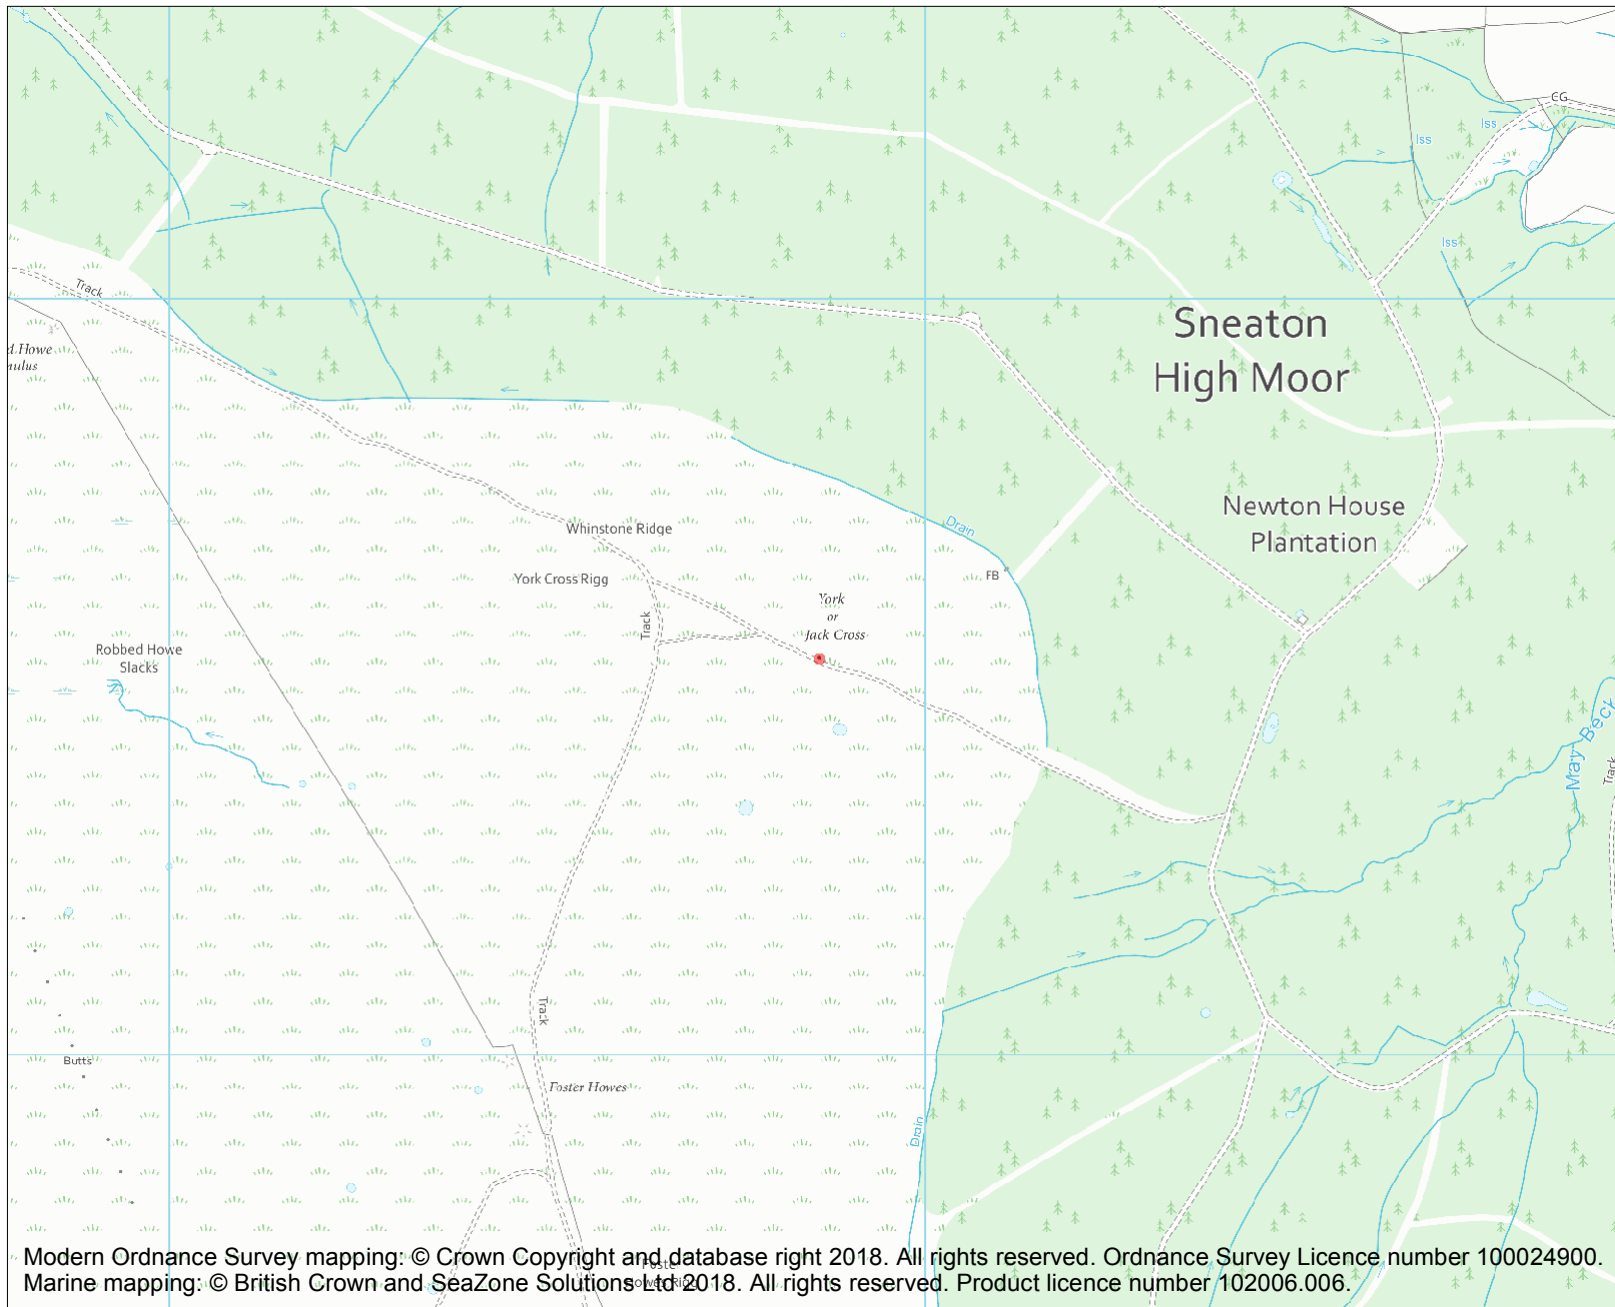 CG
Iss
Iss
Iss
Track
Sneaton
High Moor
d Howe
Newton House
Plantation
Drain
Whinstone Ridge
FB
York Cross Rigg
York
or
Jack Cross
Track
Robbed Howe
Slacks
May Beck
Track
Track
Butts
Foster Howes
Drain
Modern Ordnance Survey mapping: © Crown Copyright and database right 2018. All rights reserved. Ordnance Survey Licence number 100024900.
Marine mapping: © British Crown and SeaZone Solutions Ltd 2018. All rights reserved. Product licence number 102006.006.